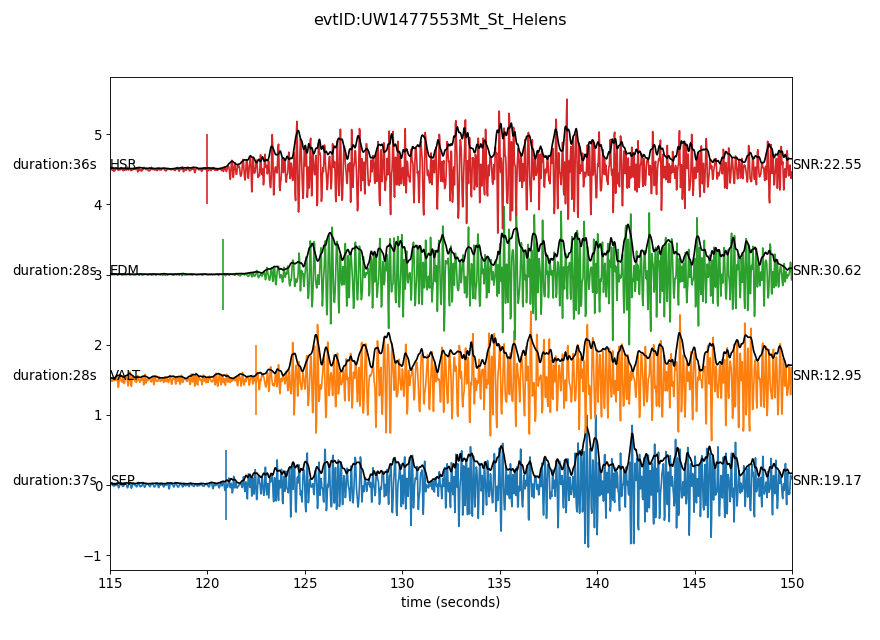 evtID:UW1477553Mt_St_Helens
5
duration:36s HSR SNR:22.55
4
duration:28s 3 EDM SNR:30.62
2
duration:28s VALT SNR:12.95
1
duration:37s 0 SEP SNR:19.17
−1
115 120 125 130 135 140 145 150
time (seconds)